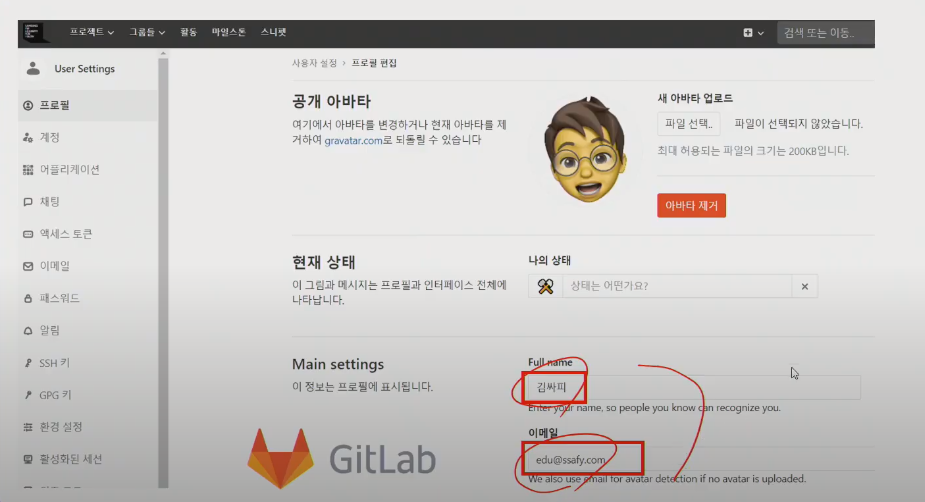 프로젝트 그룹들 활동 마일스톤 스니펫
검색 또는 이동..
User Settings
프로필
계정
어플리케이션
채팅
액세스 토큰
이메일
패스워드
알림
SSH 키
GPG 키
환경 설정
활성화된 세션
사용자 설정 > 프로필 편집
공개 아바타
여기에서 아바타를 변경하거나 현재 아바타를 제
거하여 gravatar.com로 되돌릴 수 있습니다
새 아바타 업로드
파일 선택.. 파일이 선택되지 않았습니다.
최대 허용되는 파일의 크기는 200KB입니다.
아바타 제거
현재 상태
이 그림과 메시지는 프로필과 인터페이스 전체에
나타납니다.
나의 상태
상태는 어떤가요?
Main settings
이 정보는 프로필에 표시됩니다.
Full name
김싸피
Enter your name, so people you know can recognize you.
이메일
edu@ssafy.com
We also use email for avatar detection if no avatar is uploaded.
GitLab